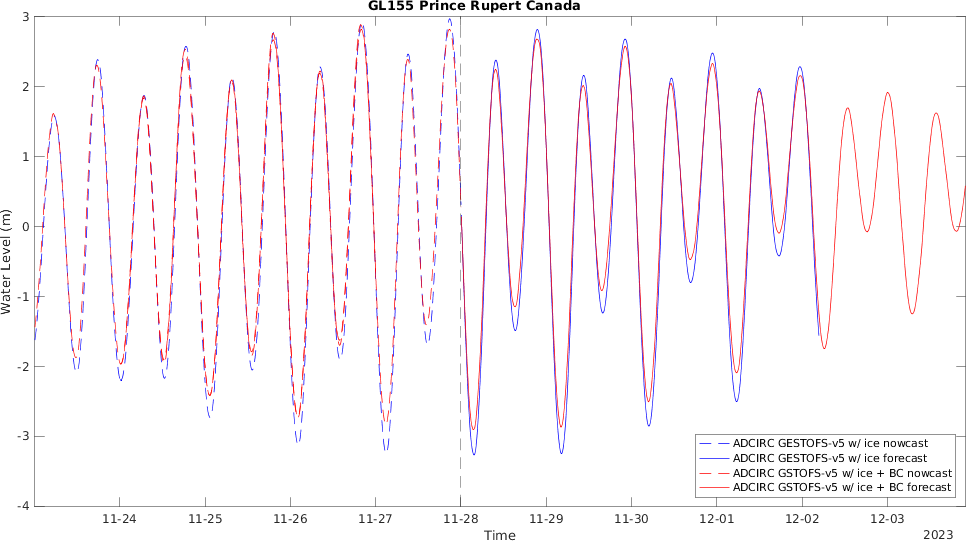 GL155 Prince Rupert Canada
3
2
1
0
-1
-2
-3
-4
Water Level (m)
11-24 11-25 11-26 11-27 11-28 11-29 11-30 12-01 12-02 12-03
Time
2023
ADCIRC GESTOFS-v5 w/ ice nowcast
ADCIRC GESTOFS-v5 w/ ice forecast
ADCIRC GSTOFS-v5 w/ ice + BC nowcast
ADCIRC GSTOFS-v5 w/ ice + BC forecast